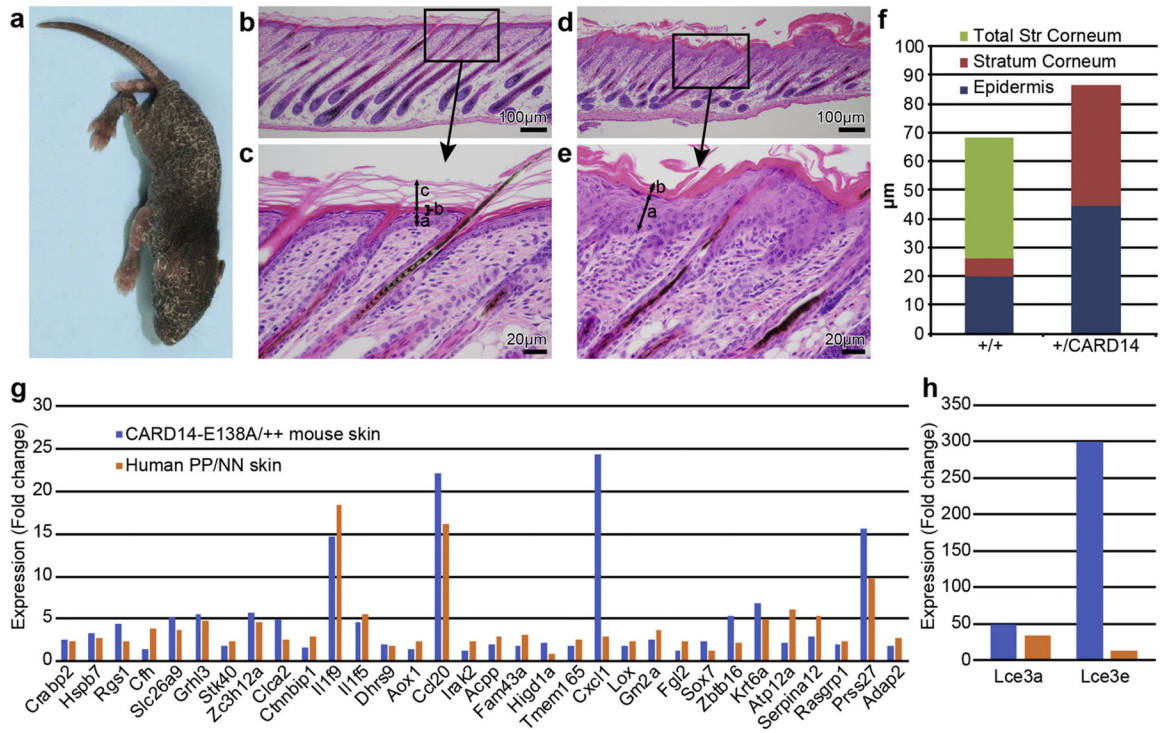 a
b
100µm
c
c
b
a
20µm
d
100µm
e
b
a
20µm
f
Total Str Corneum
Stratum Corneum
Epidermis
100
90
80
70
60
50
40
30
20
10
0
µm
+/+
+/CARD14
g
Expression (Fold change)
30
25
20
15
10
5
0
CARD14-E138A/++ mouse skin
Human PP/NN skin
Crabp2
Hspb7
Rgs1
Cfh
Slc26a9
Grhl3
Stk40
Zc3h12a
Clca2
Ctnnbip1
Il1f9
Il1f5
Dhrs9
Aox1
Ccl20
Irak2
Acpp
Fam43a
Higd1a
Tmem165
Cxcl1
Lox
Gm2a
Fgl2
Sox7
Zbtb16
Krt6a
Atp12a
Serpina12
Rasgrp1
Prss27
Adap2
h
Expression (Fold change)
350
300
250
200
150
100
50
0
Lce3a
Lce3e